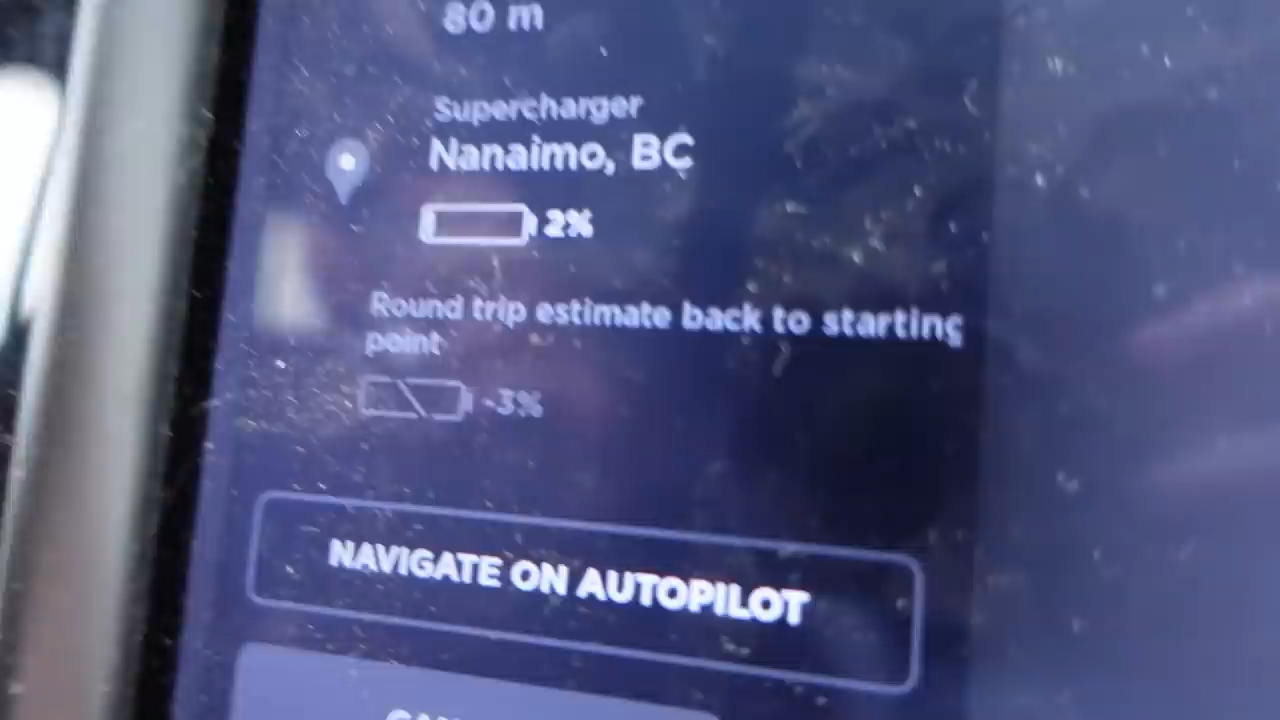 80 m
Supercharger
Nanaimo, BC
2%
Round trip estimate back to starting
point
-3%
NAVIGATE ON AUTOPILOT